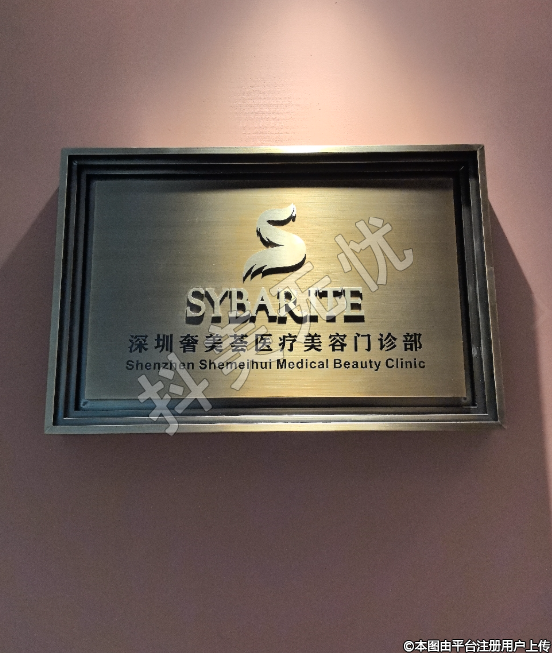 SYBARITE
深圳奢美荟医疗美容门诊部
Shenzhen Shemeihui Medical Beauty Clinic
抖美无忧
©本图由平台注册用户上传